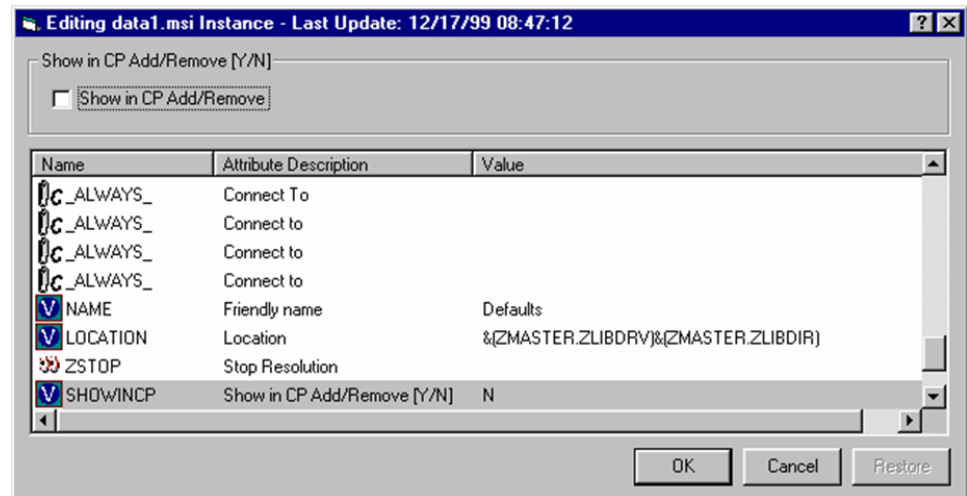 Editing data1.msi Instance - Last Update: 12/17/99 08:47:12
Show in CP Add/Remove [Y/N]
Show in CP Add/Remove
Name Attribute Description Value
_ALWAYS_ Connect To
_ALWAYS_ Connect to
_ALWAYS_ Connect to
_ALWAYS_ Connect to
V NAME Friendly name Defaults
V LOCATION Location &(ZMASTER.ZLIBDRV)&(ZMASTER.ZLIBDIR)
ZSTOP Stop Resolution
V SHOWINCP Show in CP Add/Remove [Y/N] N
OK Cancel Restore